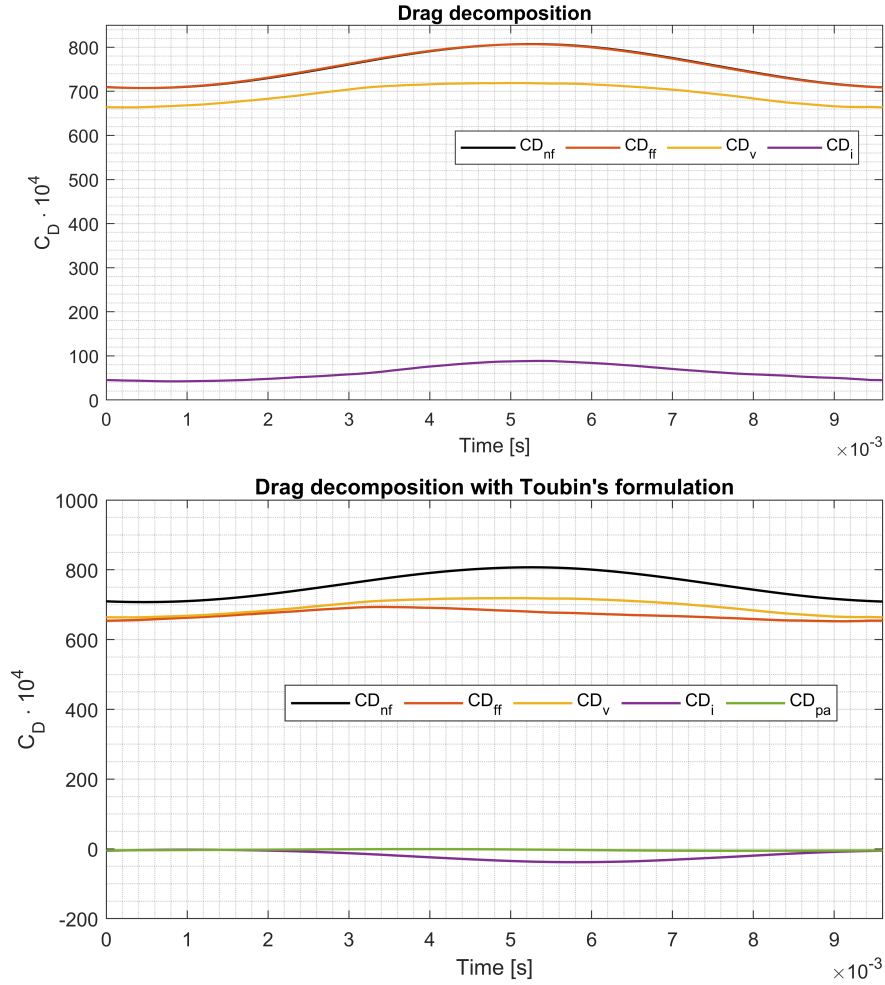 Drag decomposition
C_D · 10^4
800
700
600
500
400
300
200
100
0
CD_nf CD_ff CD_v CD_i
0 1 2 3 4 5 6 7 8 9
Time [s]
×10^-3
Drag decomposition with Toubin's formulation
C_D · 10^4
1000
800
600
400
200
0
-200
CD_nf CD_ff CD_v CD_i CD_pa
0 1 2 3 4 5 6 7 8 9
Time [s]
×10^-3